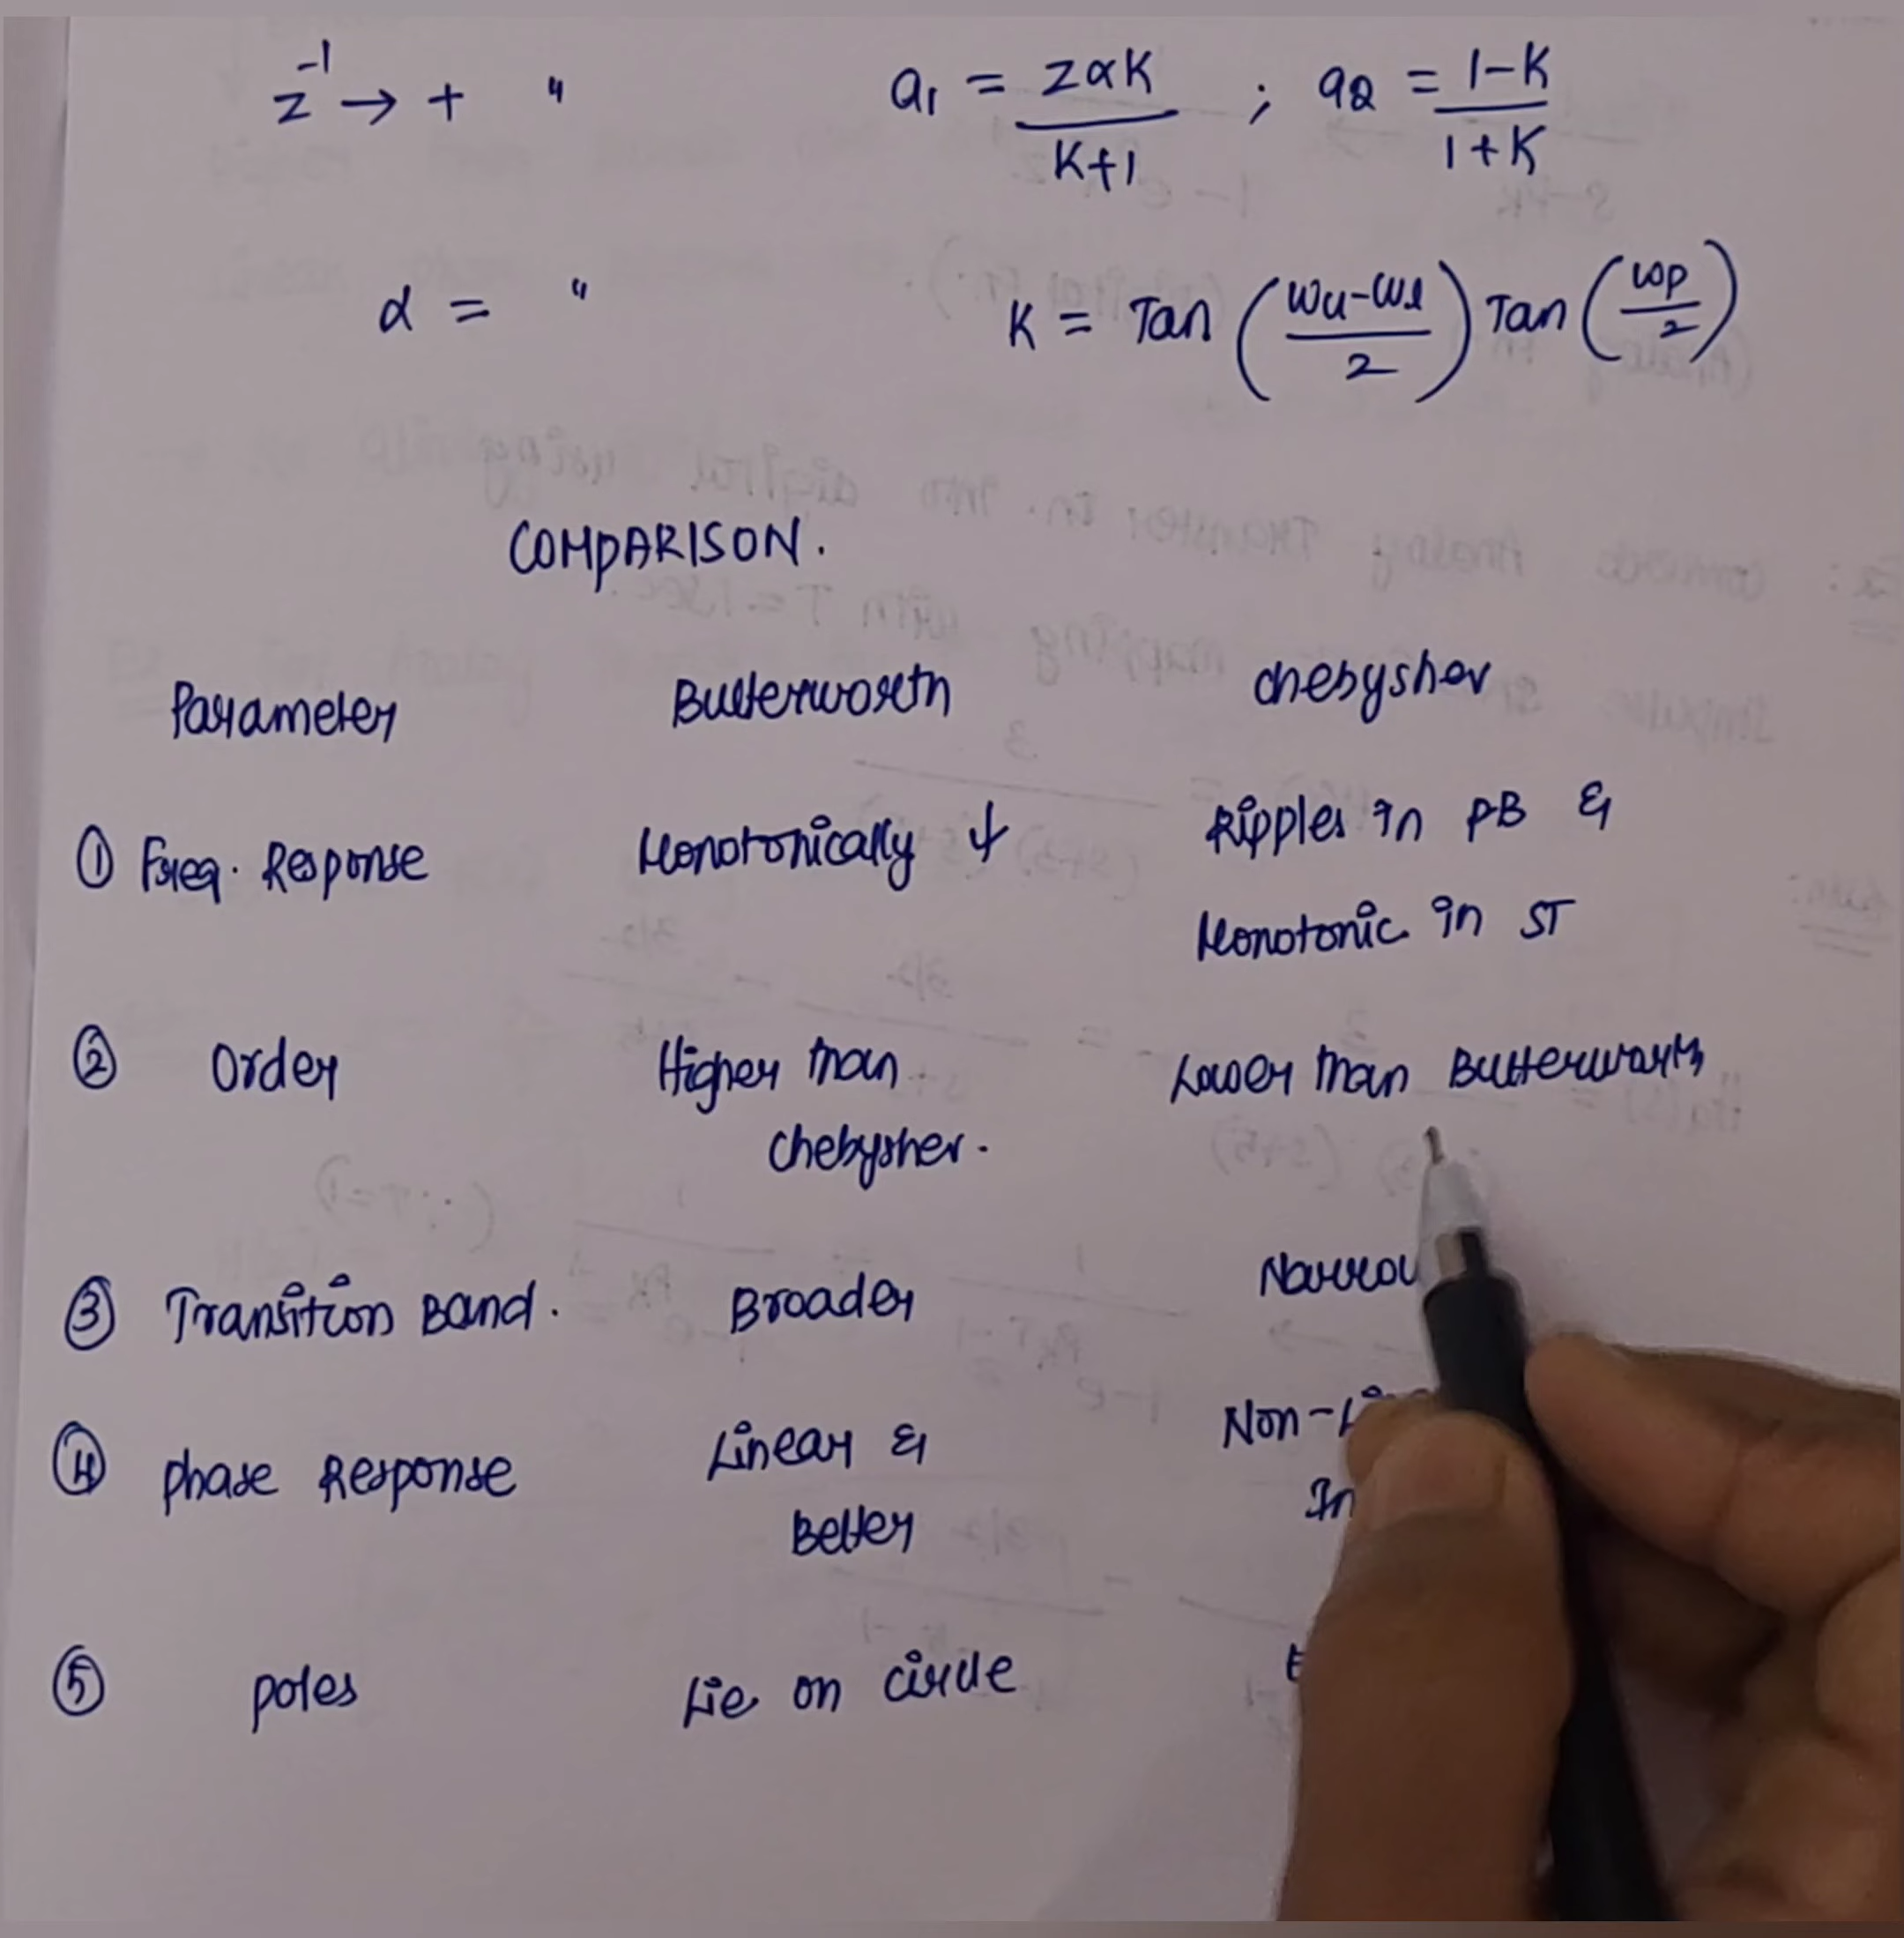 z⁻¹ → + "
a₁ = 2αK / K+1 ; a₂ = 1-K / 1+K
α = "
K = Tan (ωu-ωl / 2) Tan (ωp / 2)
COMPARISON.
Parameter Butterworth chebyshev
① Freq. Response Monotonically ↓ Ripples in PB &
Monotonic in ST
② Order Higher than Lower than Butterworth
chebyshev.
③ Transition Band. Broader
④ Phase Response Linear & Non-
Better
⑤ poles Lie on circle